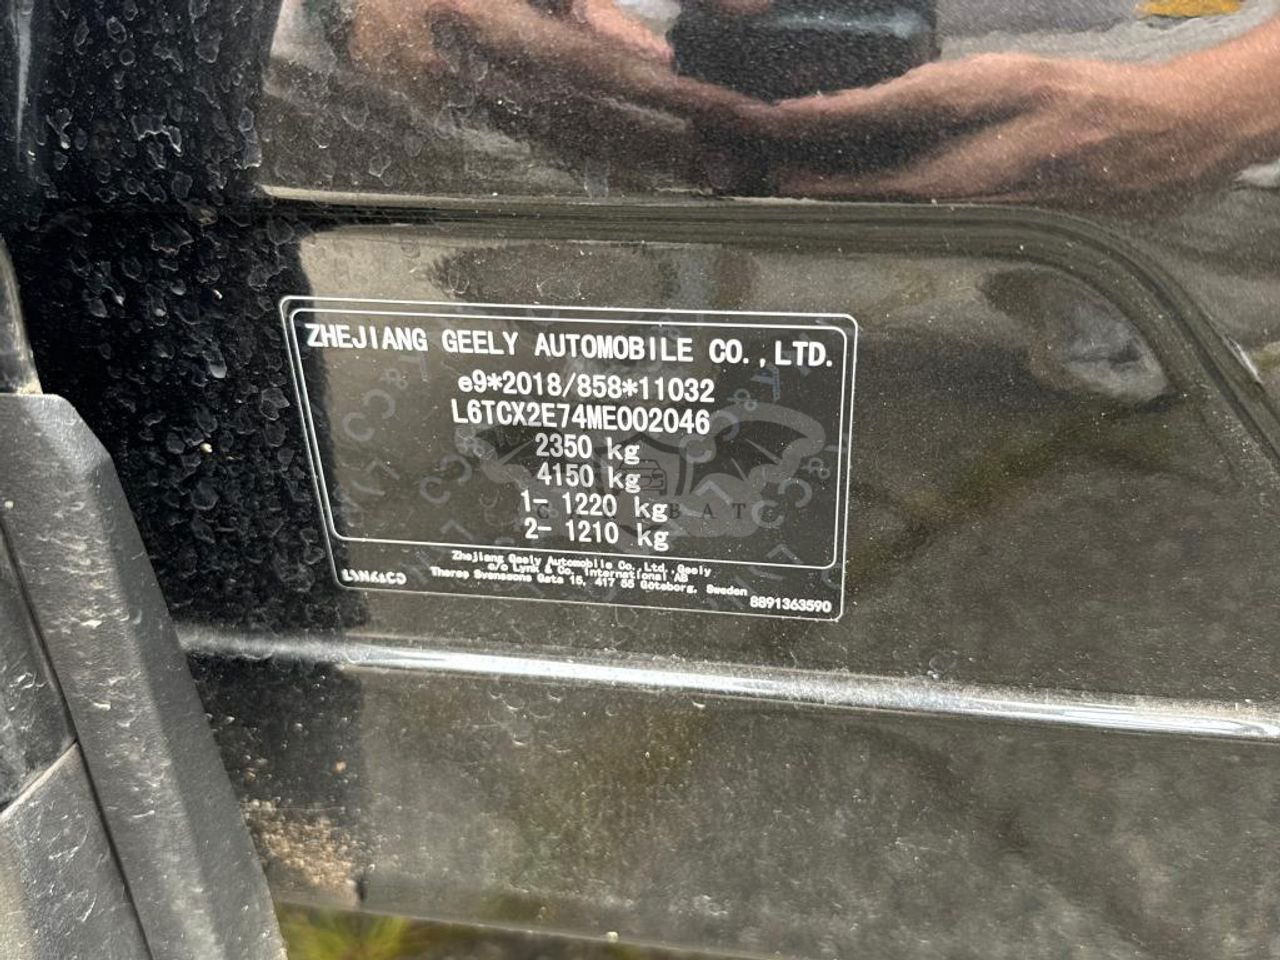 ZHEJIANG GEELY AUTOMOBILE CO.,LTD.
e9*2018/858*11032
L6TCX2E74ME002046
2350 kg
4150 kg
1- 1220 kg
2- 1210 kg
Zhejiang Geely Automobile Co., Ltd., Geely
c/o Lynk & Co. International AB
Theres Svenssons Gata 15, 417 55 Göteborg, Sweden
LYNK&CO
8891363590